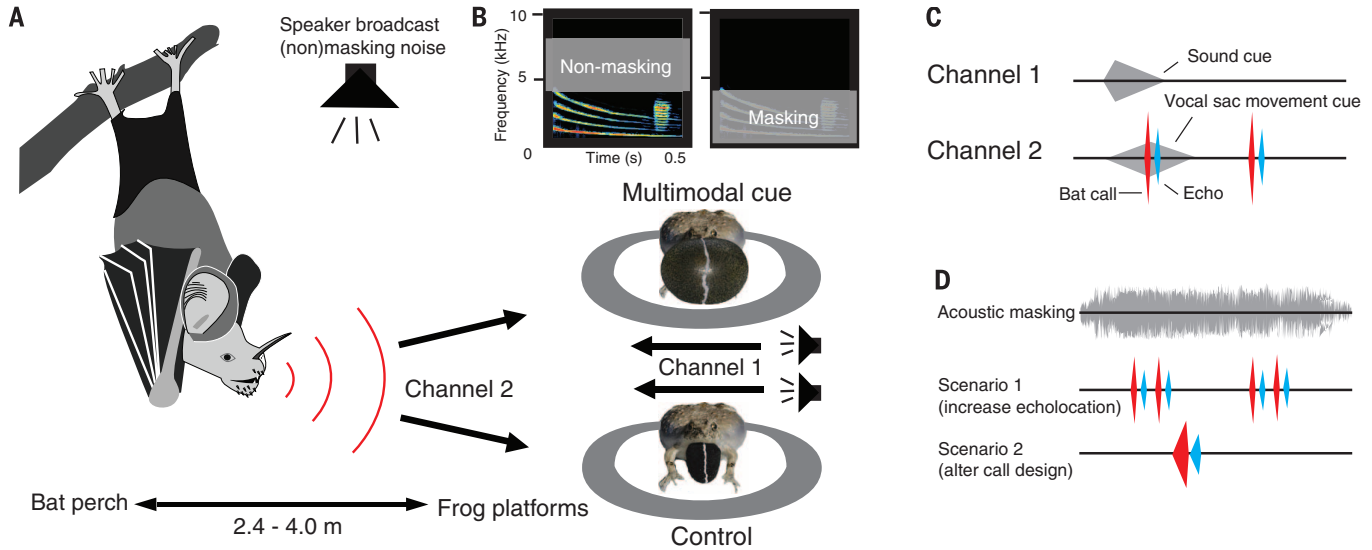 A
Speaker broadcast
(non)masking noise
B
Frequency (kHz)
10
5
0
Non-masking
Masking
Time (s)
0.5
Multimodal cue
Channel 1
Channel 2
Control
Bat perch
2.4 - 4.0 m
Frog platforms
C
Channel 1
Sound cue
Vocal sac movement cue
Channel 2
Bat call
Echo
D
Acoustic masking
Scenario 1
(increase echolocation)
Scenario 2
(alter call design)